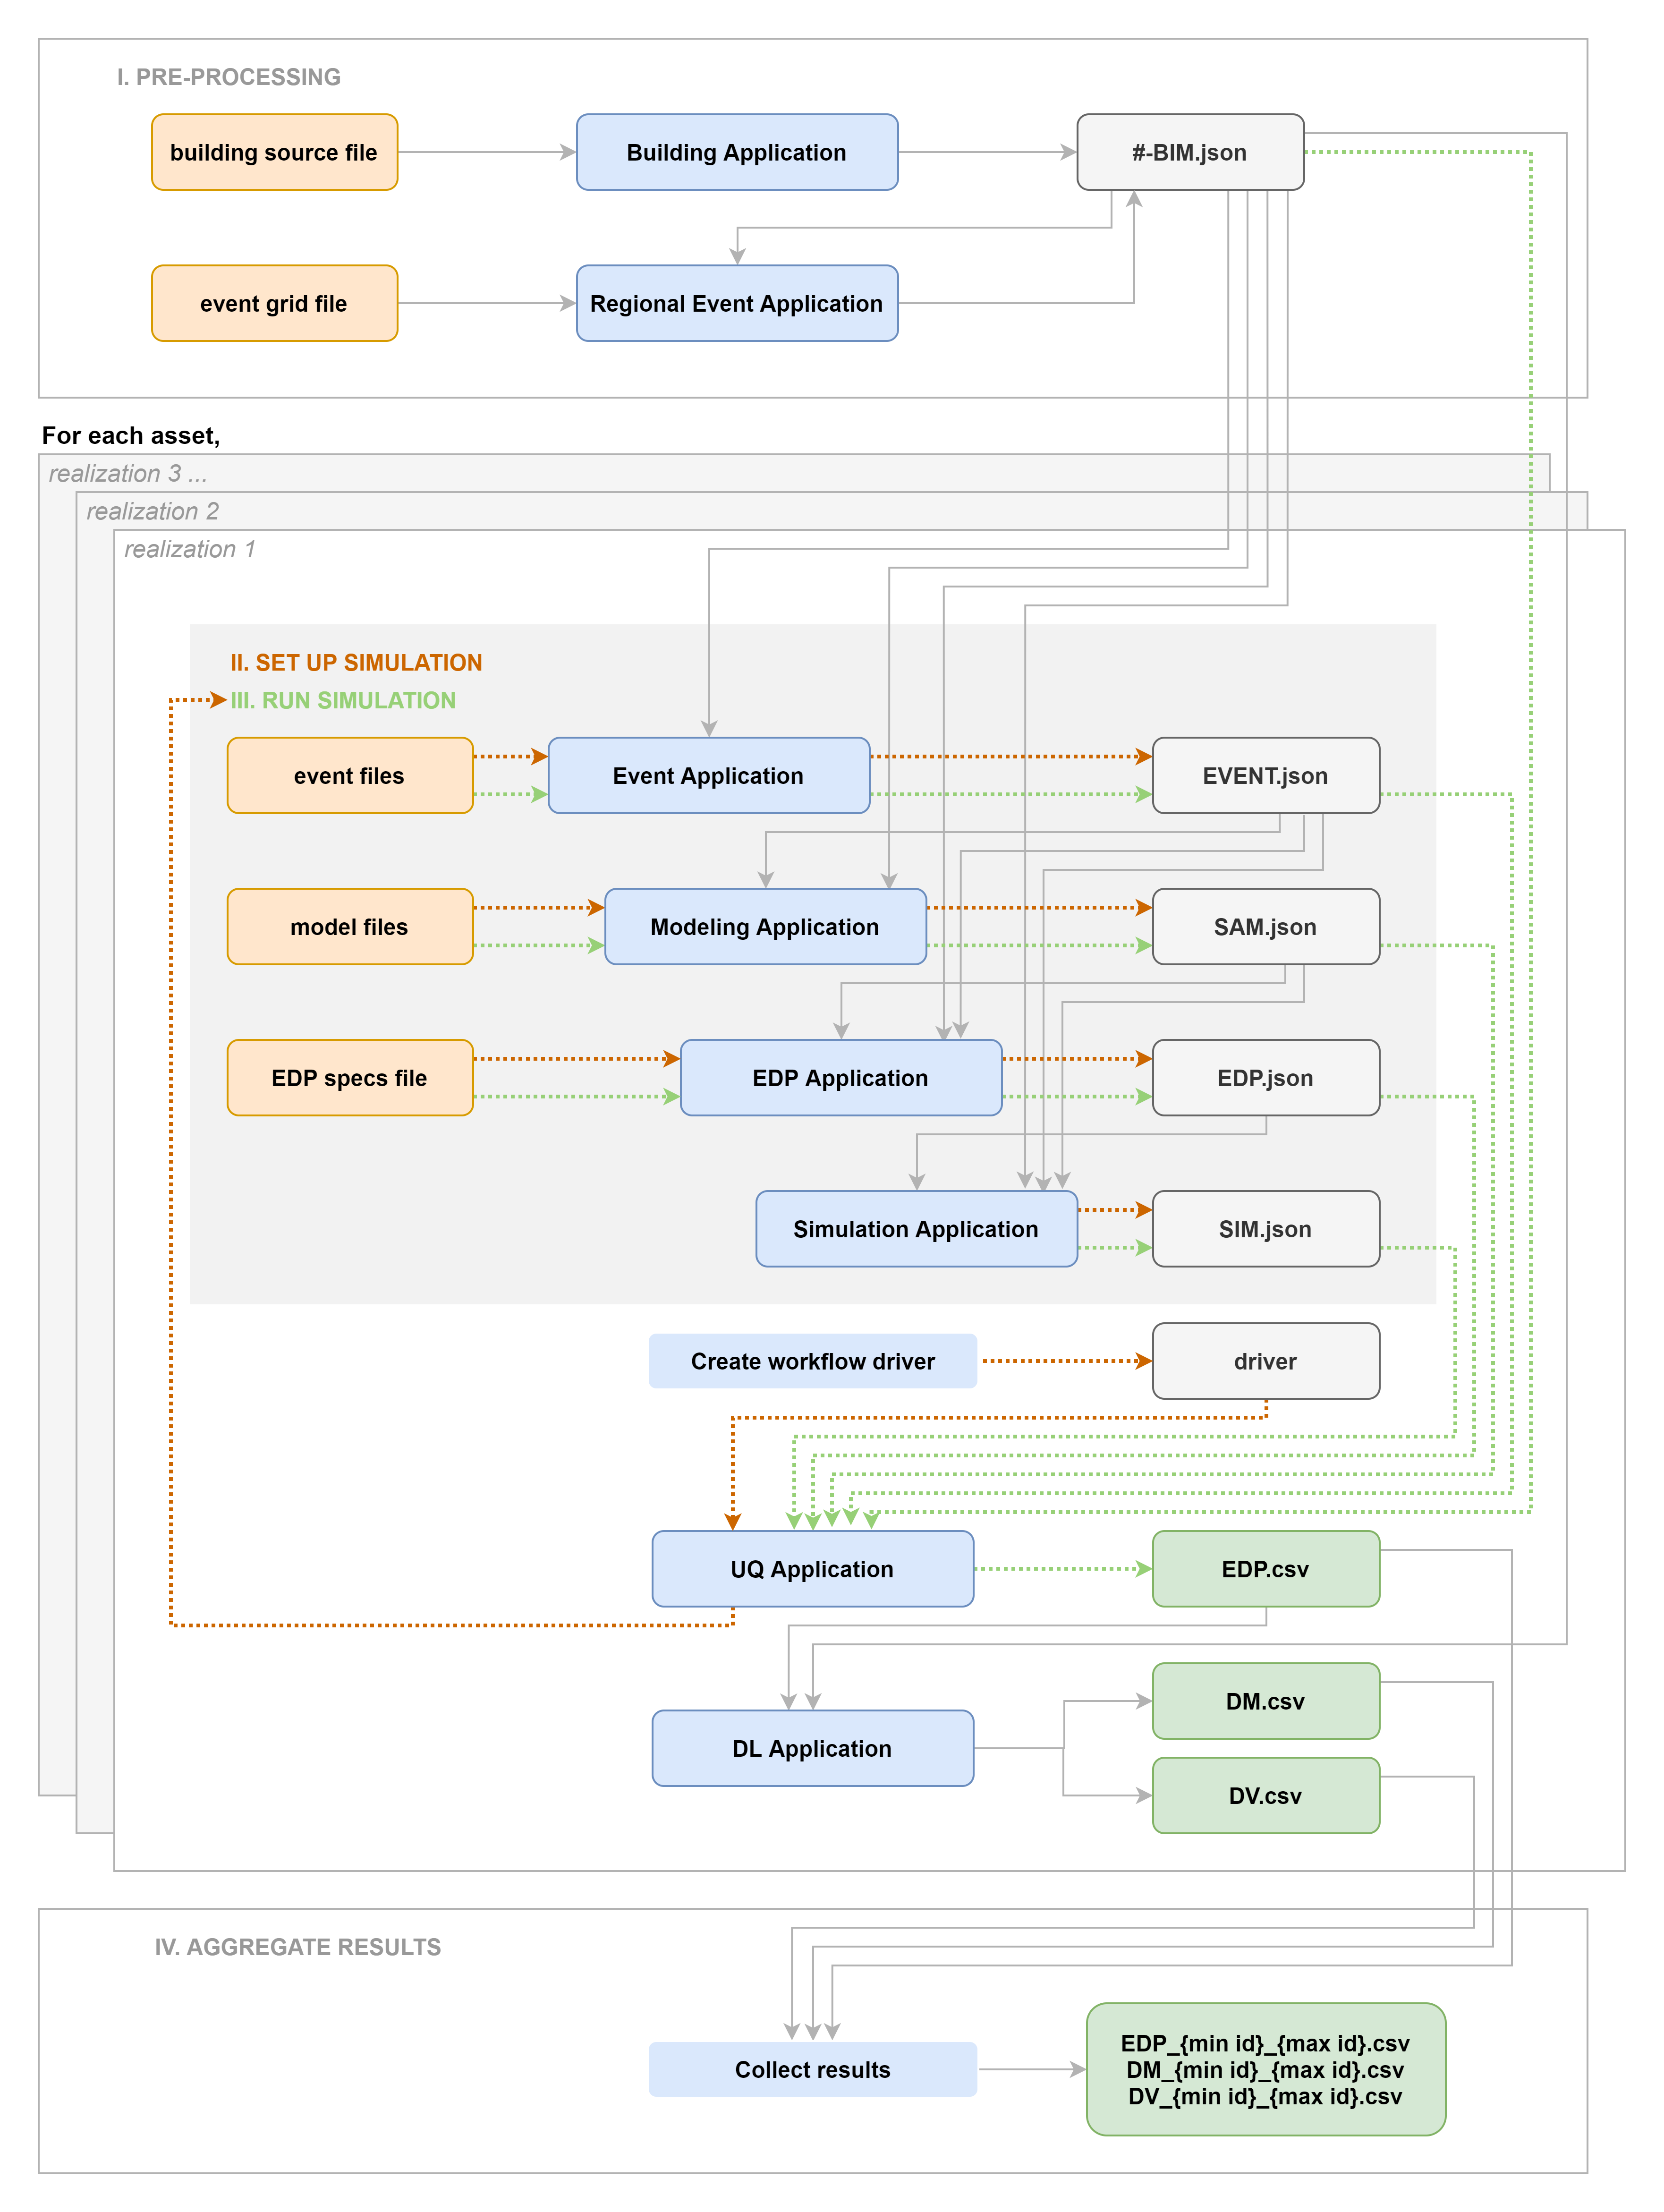 I. PRE-PROCESSING
building source file
Building Application
#-BIM.json
event grid file
Regional Event Application
For each asset,
realization 3 ...
realization 2
realization 1
II. SET UP SIMULATION
III. RUN SIMULATION
event files
Event Application
EVENT.json
model files
Modeling Application
SAM.json
EDP specs file
EDP Application
EDP.json
Simulation Application
SIM.json
Create workflow driver
driver
UQ Application
EDP.csv
DM.csv
DL Application
DV.csv
IV. AGGREGATE RESULTS
Collect results
EDP_{min id}_{max id}.csv
DM_{min id}_{max id}.csv
DV_{min id}_{max id}.csv